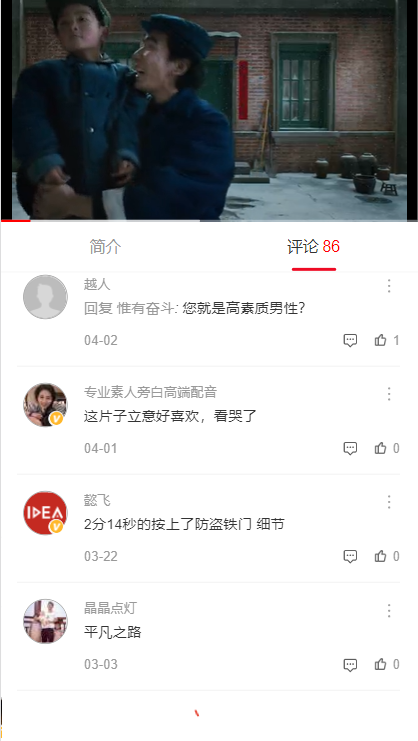 简介
评论 86
越人
回复 惟有奋斗: 您就是高素质男性?
04-02
1
专业素人旁白高端配音
这片子立意好喜欢，看哭了
04-01
0
IDEA
懿飞
2分14秒的按上了防盗铁门 细节
03-22
0
晶晶点灯
平凡之路
03-03
0